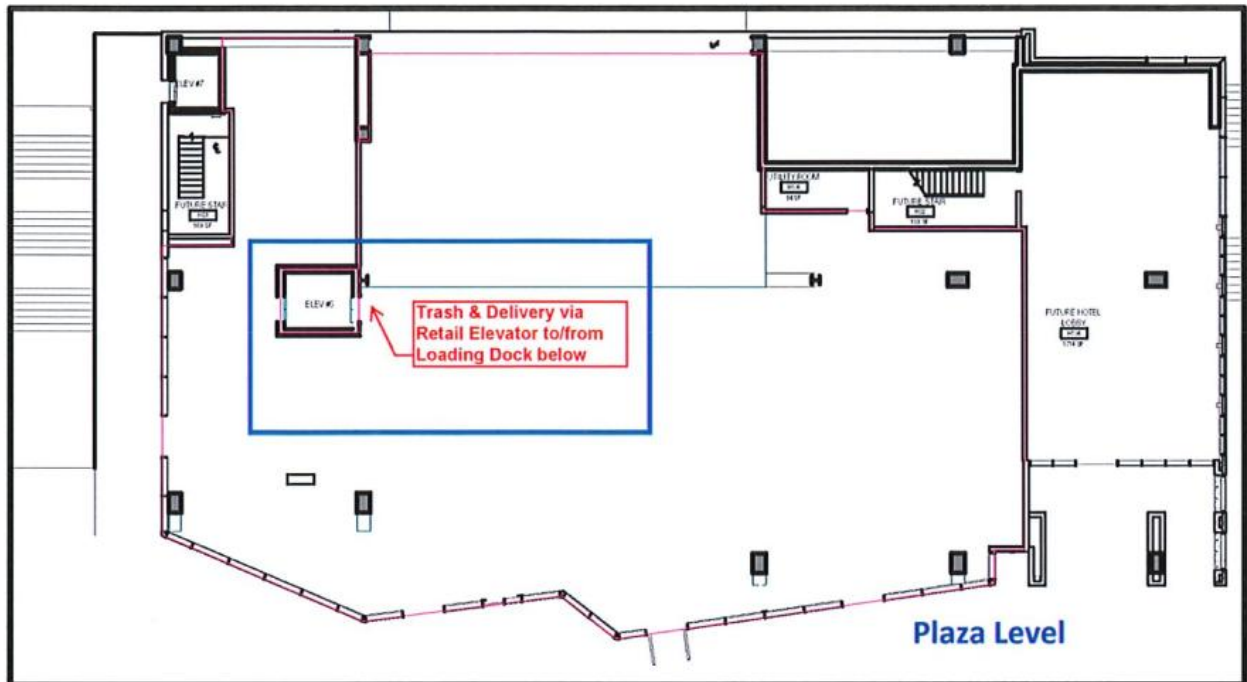 ELEV #7
FUTURE STAIR
UTILITY ROOM
FUTURE STAIR
ELEV #5
Trash & Delivery via
Retail Elevator to/from
Loading Dock below
FUTURE HOTEL
LOBBY
Plaza Level